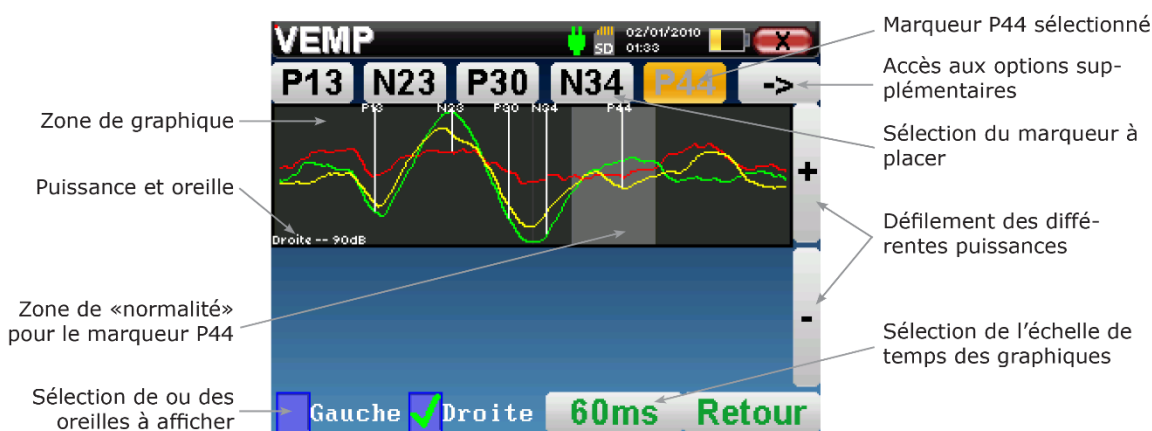 VEMP
SD
02/01/2010
01:33
X
P13 N23 P30 N34 P44 ->
P13 N23 P30 N34 P44
Droite -- 90dB
+
-
Gauche Droite 60ms Retour
Zone de graphique
Puissance et oreille
Zone de «normalité»
pour le marqueur P44
Sélection de ou des
oreilles à afficher
Marqueur P44 sélectionné
Accès aux options sup-
plémentaires
Sélection du marqueur à
placer
Défilement des diffé-
rentes puissances
Sélection de l’échelle de
temps des graphiques